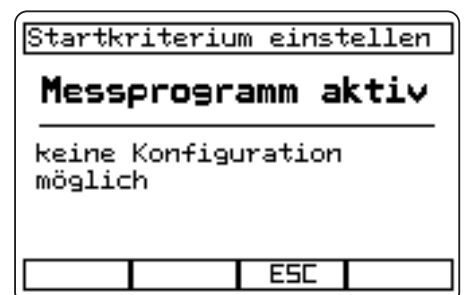 Startkriterium einstellen
Messprogramm aktiv
keine Konfiguration
möglich
ESC